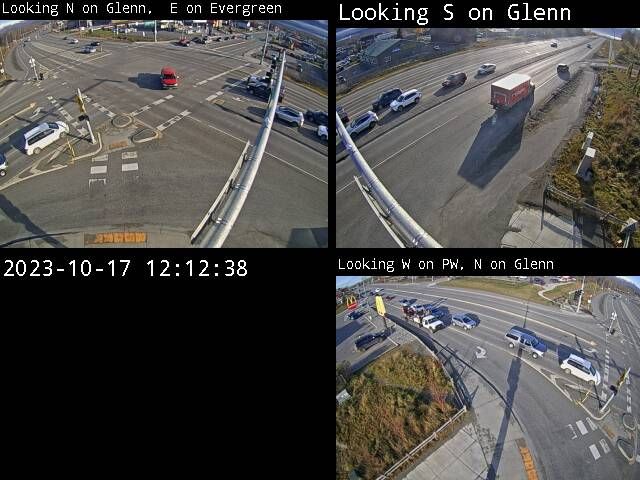 Looking N on Glenn,  E on Evergreen
Looking S on Glenn
2023-10-17 12:12:38
Looking W on PW, N on Glenn